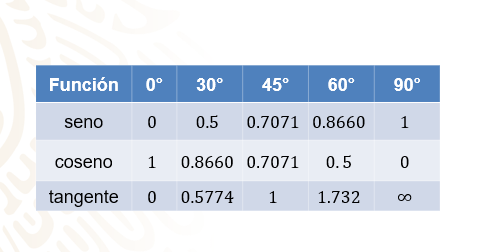 Función 0° 30° 45° 60° 90°
seno 0 0.5 0.7071 0.8660 1
coseno 1 0.8660 0.7071 0.5 0
tangente 0 0.5774 1 1.732 ∞